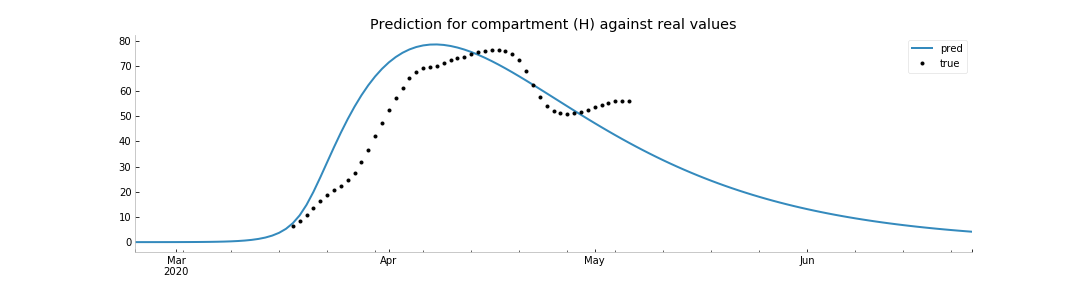 Prediction for compartment (H) against real values
80
70
60
50
40
30
20
10
0
pred
true
Mar
2020
Apr
May
Jun